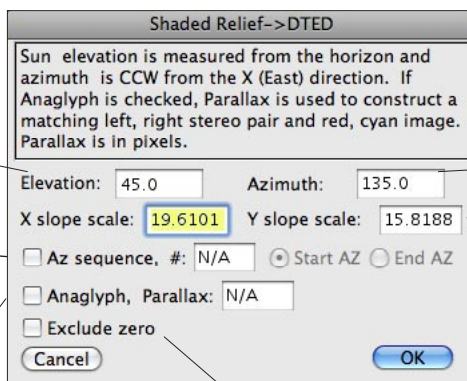 Shaded Relief->DTED
Sun elevation is measured from the horizon and
azimuth is CCW from the X (East) direction. If
Anaglyph is checked, Parallax is used to construct a
matching left, right stereo pair and red, cyan image.
Parallax is in pixels.
Elevation: 45.0 Azimuth: 135.0
X slope scale: 19.6101 Y slope scale: 15.8188
Az sequence, #: N/A Start AZ End AZ
Anaglyph, Parallax: N/A
Exclude zero
Cancel OK